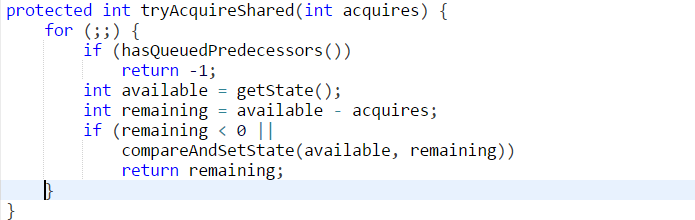 protected int tryAcquireShared(int acquires) {
    for (;;) {
        if (hasQueuedPredecessors())
            return -1;
        int available = getState();
        int remaining = available - acquires;
        if (remaining < 0 ||
            compareAndSetState(available, remaining))
            return remaining;
    }
}